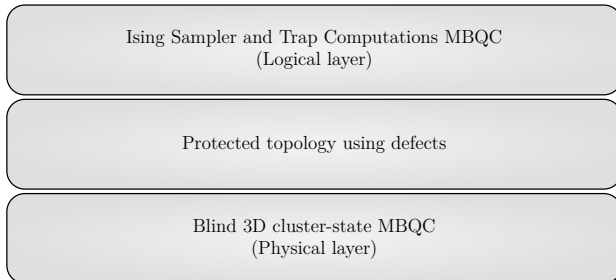 Ising Sampler and Trap Computations MBQC
(Logical layer)
Protected topology using defects
Blind 3D cluster-state MBQC
(Physical layer)